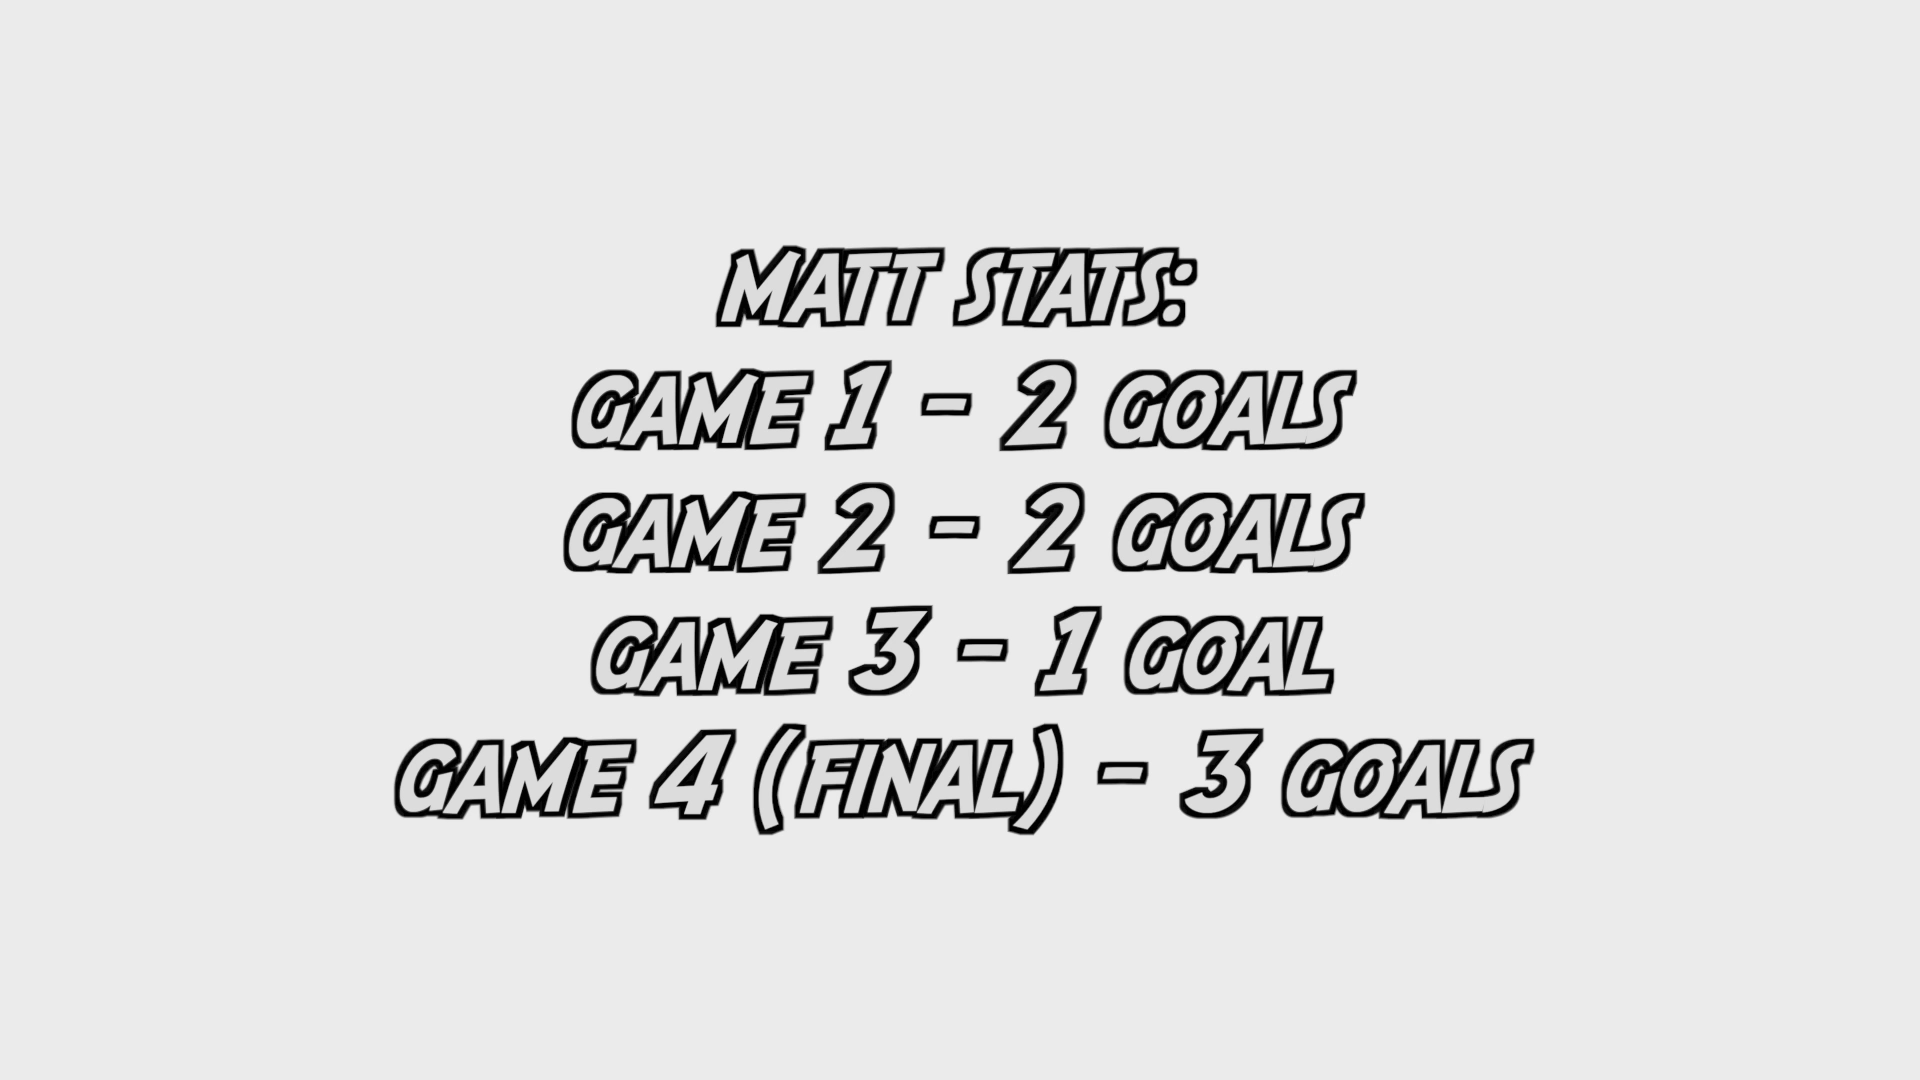 MATT STATS:
GAME 1 - 2 GOALS
GAME 2 - 2 GOALS
GAME 3 - 1 GOAL
GAME 4 (FINAL) - 3 GOALS